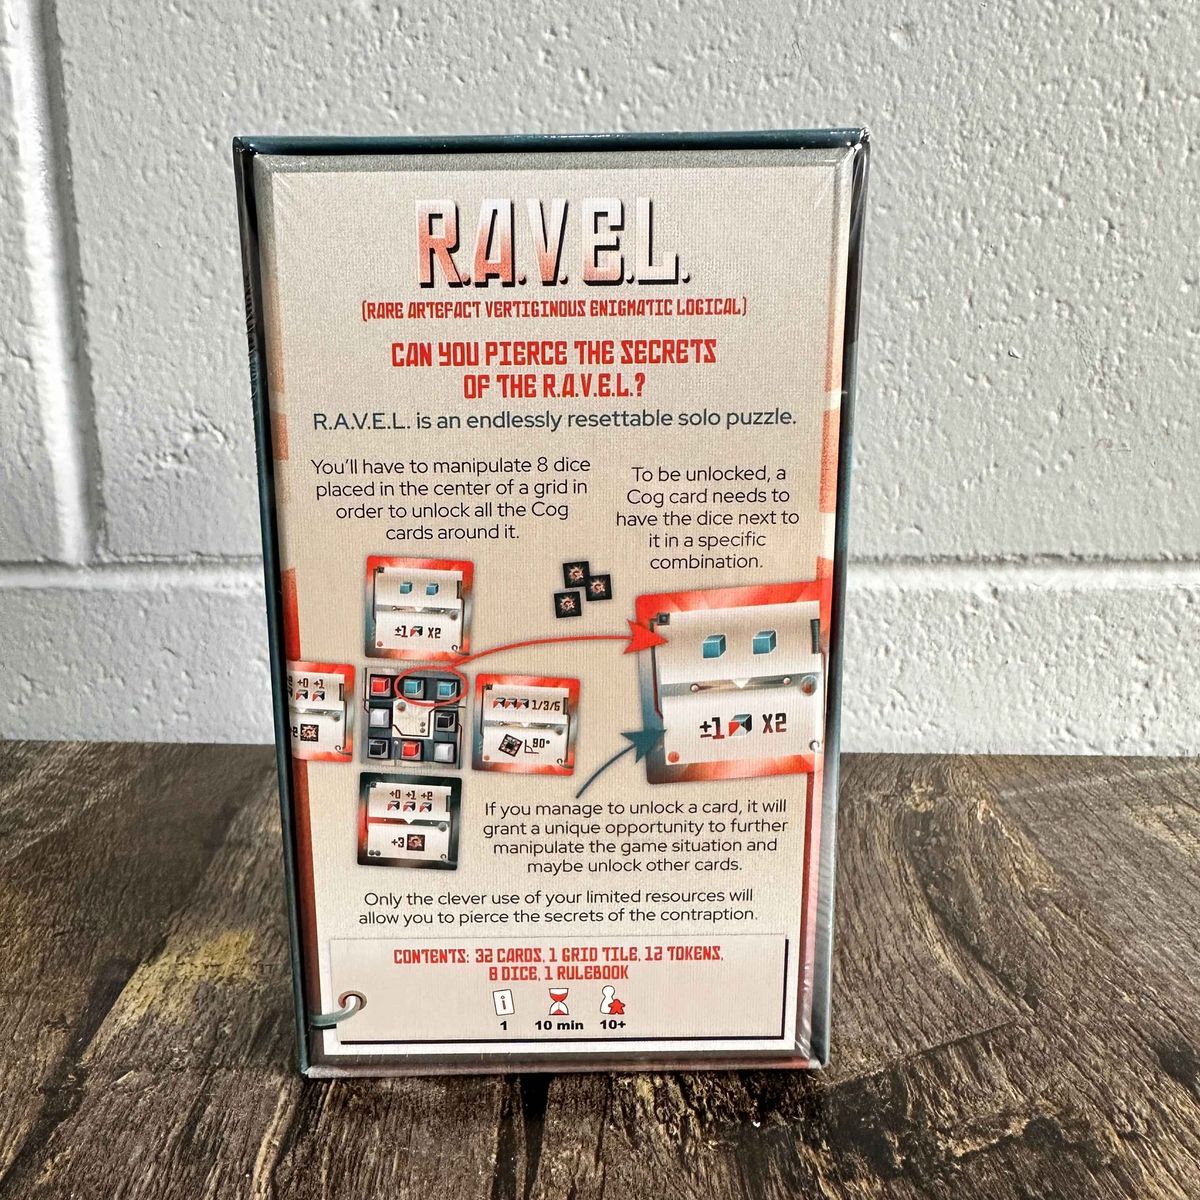 R.A.V.E.L.
(RARE ARTEFACT VERTIGINOUS ENIGMATIC LOGICAL)
CAN YOU PIERCE THE SECRETS
OF THE R.A.V.E.L.?
R.A.V.E.L. is an endlessly resettable solo puzzle.
You'll have to manipulate 8 dice
placed in the center of a grid in
order to unlock all the Cog
cards around it.
To be unlocked, a
Cog card needs to
have the dice next to
it in a specific
combination.
±1 X2
+0 +1
1/3/5
90°
±1 X2
+0 +1 +2
+3
If you manage to unlock a card, it will
grant a unique opportunity to further
manipulate the game situation and
maybe unlock other cards.
Only the clever use of your limited resources will
allow you to pierce the secrets of the contraption.
CONTENTS: 32 CARDS, 1 GRID TILE, 12 TOKENS,
8 DICE, 1 RULEBOOK
i
1 10 min 10+